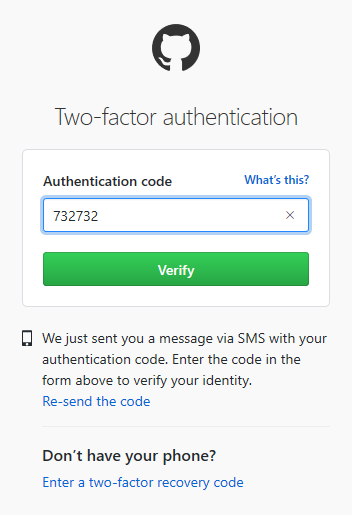 Two-factor authentication
Authentication code
What's this?
732732
Verify
We just sent you a message via SMS with your
authentication code. Enter the code in the
form above to verify your identity.
Re-send the code
Don't have your phone?
Enter a two-factor recovery code